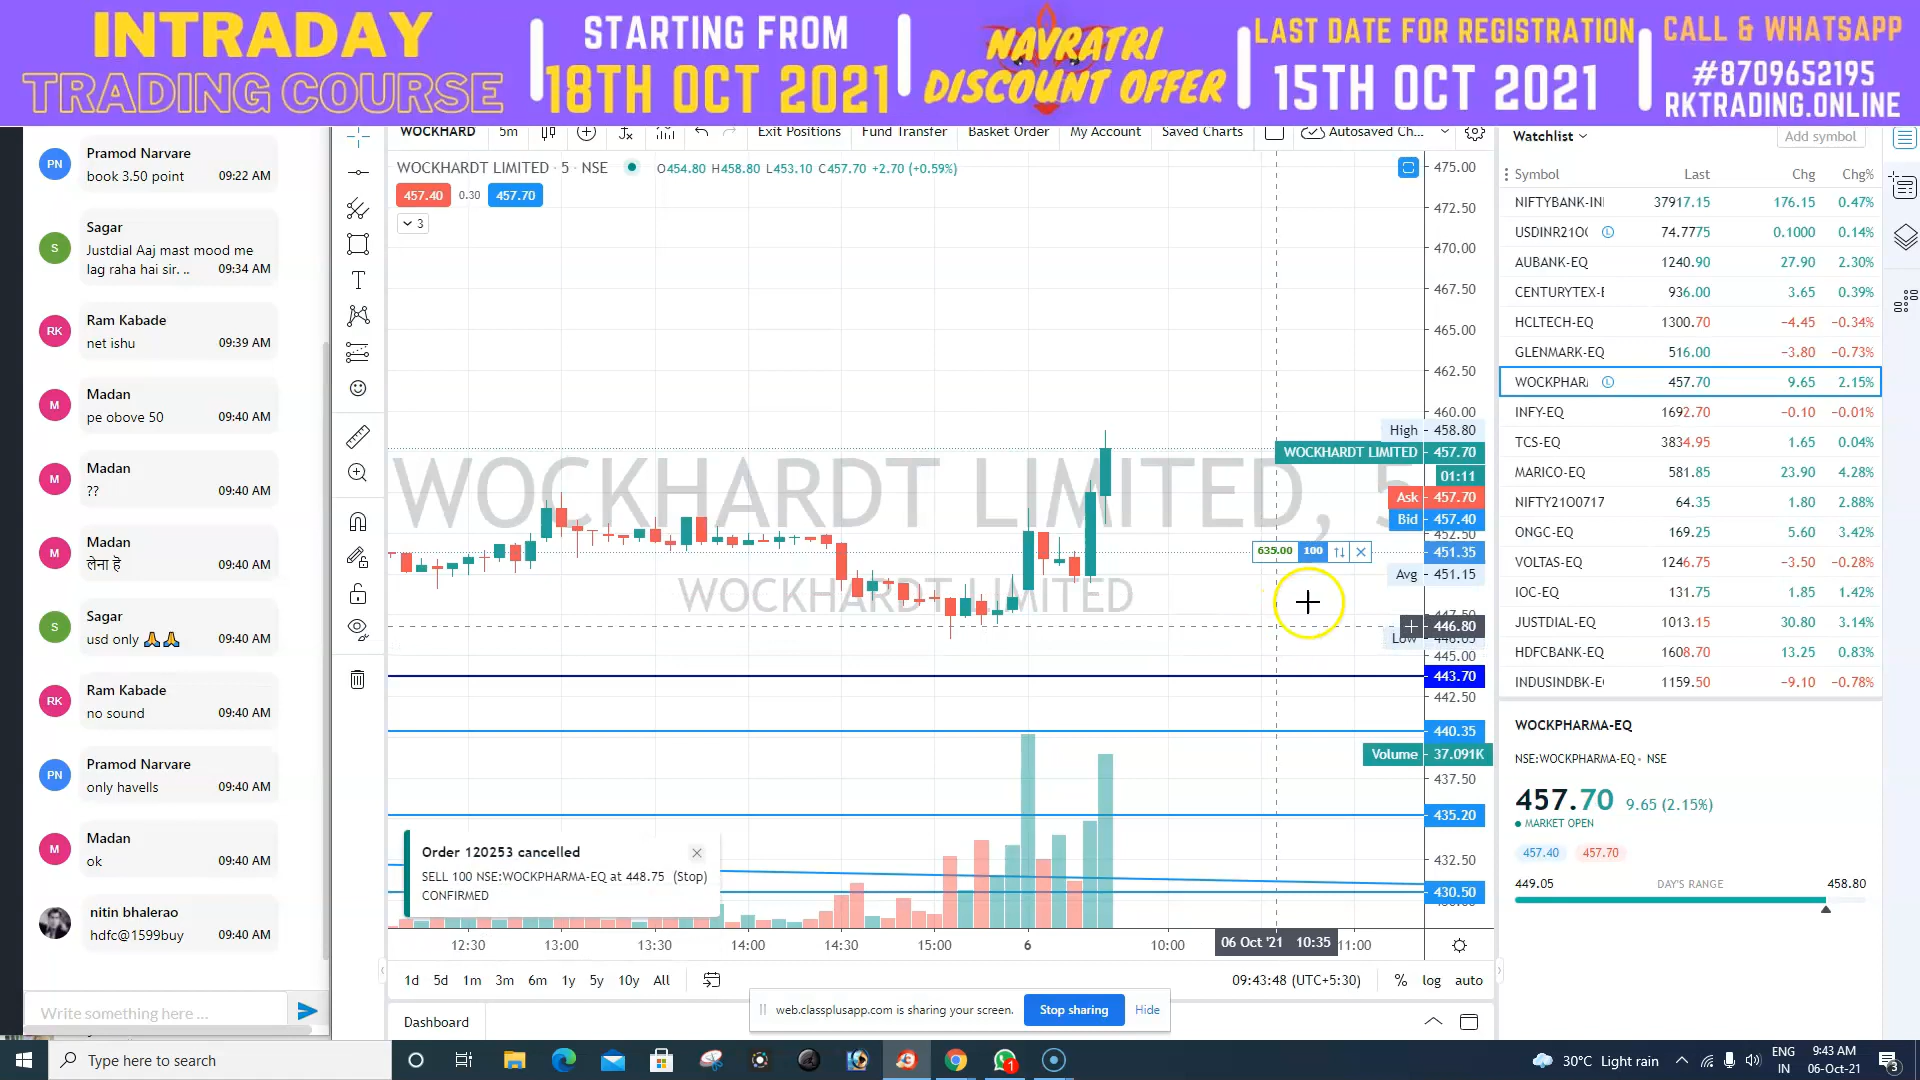 INTRADAY
TRADING COURSE
STARTING FROM
18TH OCT 2021
NAVRATRI
DISCOUNT OFFER
LAST DATE FOR REGISTRATION
15TH OCT 2021
CALL & WHATSAPP
#8709652195
RKTRADING.ONLINE
PN
Pramod Narvare
book 3.50 point 09:22 AM
S
Sagar
Justdial Aaj mast mood me
lag raha hai sir. .. 09:34 AM
RK
Ram Kabade
net ishu 09:39 AM
M
Madan
pe obove 50 09:40 AM
M
Madan
?? 09:40 AM
M
Madan
लेना है 09:40 AM
S
Sagar
usd only 🙏🙏 09:40 AM
RK
Ram Kabade
no sound 09:40 AM
PN
Pramod Narvare
only havells 09:40 AM
M
Madan
ok 09:40 AM
nitin bhalerao
hdfc@1599buy 09:40 AM
Write something here ...
WOCKHARD 5m Exit Positions Fund Transfer Basket Order My Account Saved Charts Autosaved Ch...
WOCKHARDT LIMITED · 5 · NSE O454.80 H458.80 L453.10 C457.70 +2.70 (+0.59%)
457.40 0.30 457.70
3
WOCKHARDT LIMITED, 5
WOCKHARDT LIMITED
475.00
472.50
470.00
467.50
465.00
462.50
460.00
High 458.80
WOCKHARDT LIMITED 457.70
01:11
Ask 457.70
Bid 457.40
452.50
635.00 100 451.35
Avg 451.15
447.50
446.80
Low 446.05
445.00
443.70
442.50
440.35
Volume 37.091K
437.50
435.20
432.50
430.50
Order 120253 cancelled
SELL 100 NSE:WOCKPHARMA-EQ at 448.75 (Stop)
CONFIRMED
12:30 13:00 13:30 14:00 14:30 15:00 6 10:00 06 Oct '21 10:35 11:00
1d 5d 1m 3m 6m 1y 5y 10y All 09:43:48 (UTC+5:30) % log auto
Dashboard
web.classplusapp.com is sharing your screen. Stop sharing Hide
Watchlist Add symbol
Symbol Last Chg Chg%
NIFTYBANK-IN 37917.15 176.15 0.47%
USDINR21O 74.7775 0.1000 0.14%
AUBANK-EQ 1240.90 27.90 2.30%
CENTURYTEX-E 936.00 3.65 0.39%
HCLTECH-EQ 1300.70 −4.45 −0.34%
GLENMARK-EQ 516.00 −3.80 −0.73%
WOCKPHAR 457.70 9.65 2.15%
INFY-EQ 1692.70 −0.10 −0.01%
TCS-EQ 3834.95 1.65 0.04%
MARICO-EQ 581.85 23.90 4.28%
NIFTY21O0717 64.35 1.80 2.88%
ONGC-EQ 169.25 5.60 3.42%
VOLTAS-EQ 1246.75 −3.50 −0.28%
IOC-EQ 131.75 1.85 1.42%
JUSTDIAL-EQ 1013.15 30.80 3.14%
HDFCBANK-EQ 1608.70 13.25 0.83%
INDUSINDBK-E 1159.50 −9.10 −0.78%
WOCKPHARMA-EQ
NSE:WOCKPHARMA-EQ • NSE
457.70 9.65 (2.15%)
MARKET OPEN
457.40 457.70
449.05 DAY'S RANGE 458.80
Type here to search
1
30°C Light rain
ENG
IN
9:43 AM
06-Oct-21
3